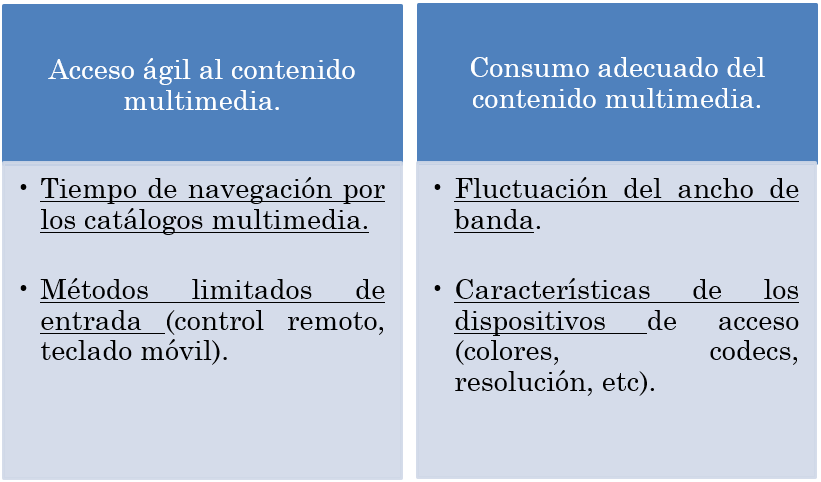 Acceso ágil al contenido
multimedia.
• Tiempo de navegación por
los catálogos multimedia.
• Métodos limitados de
entrada (control remoto,
teclado móvil).
Consumo adecuado del
contenido multimedia.
• Fluctuación del ancho de
banda.
• Características de los
dispositivos de acceso
(colores, codecs,
resolución, etc).